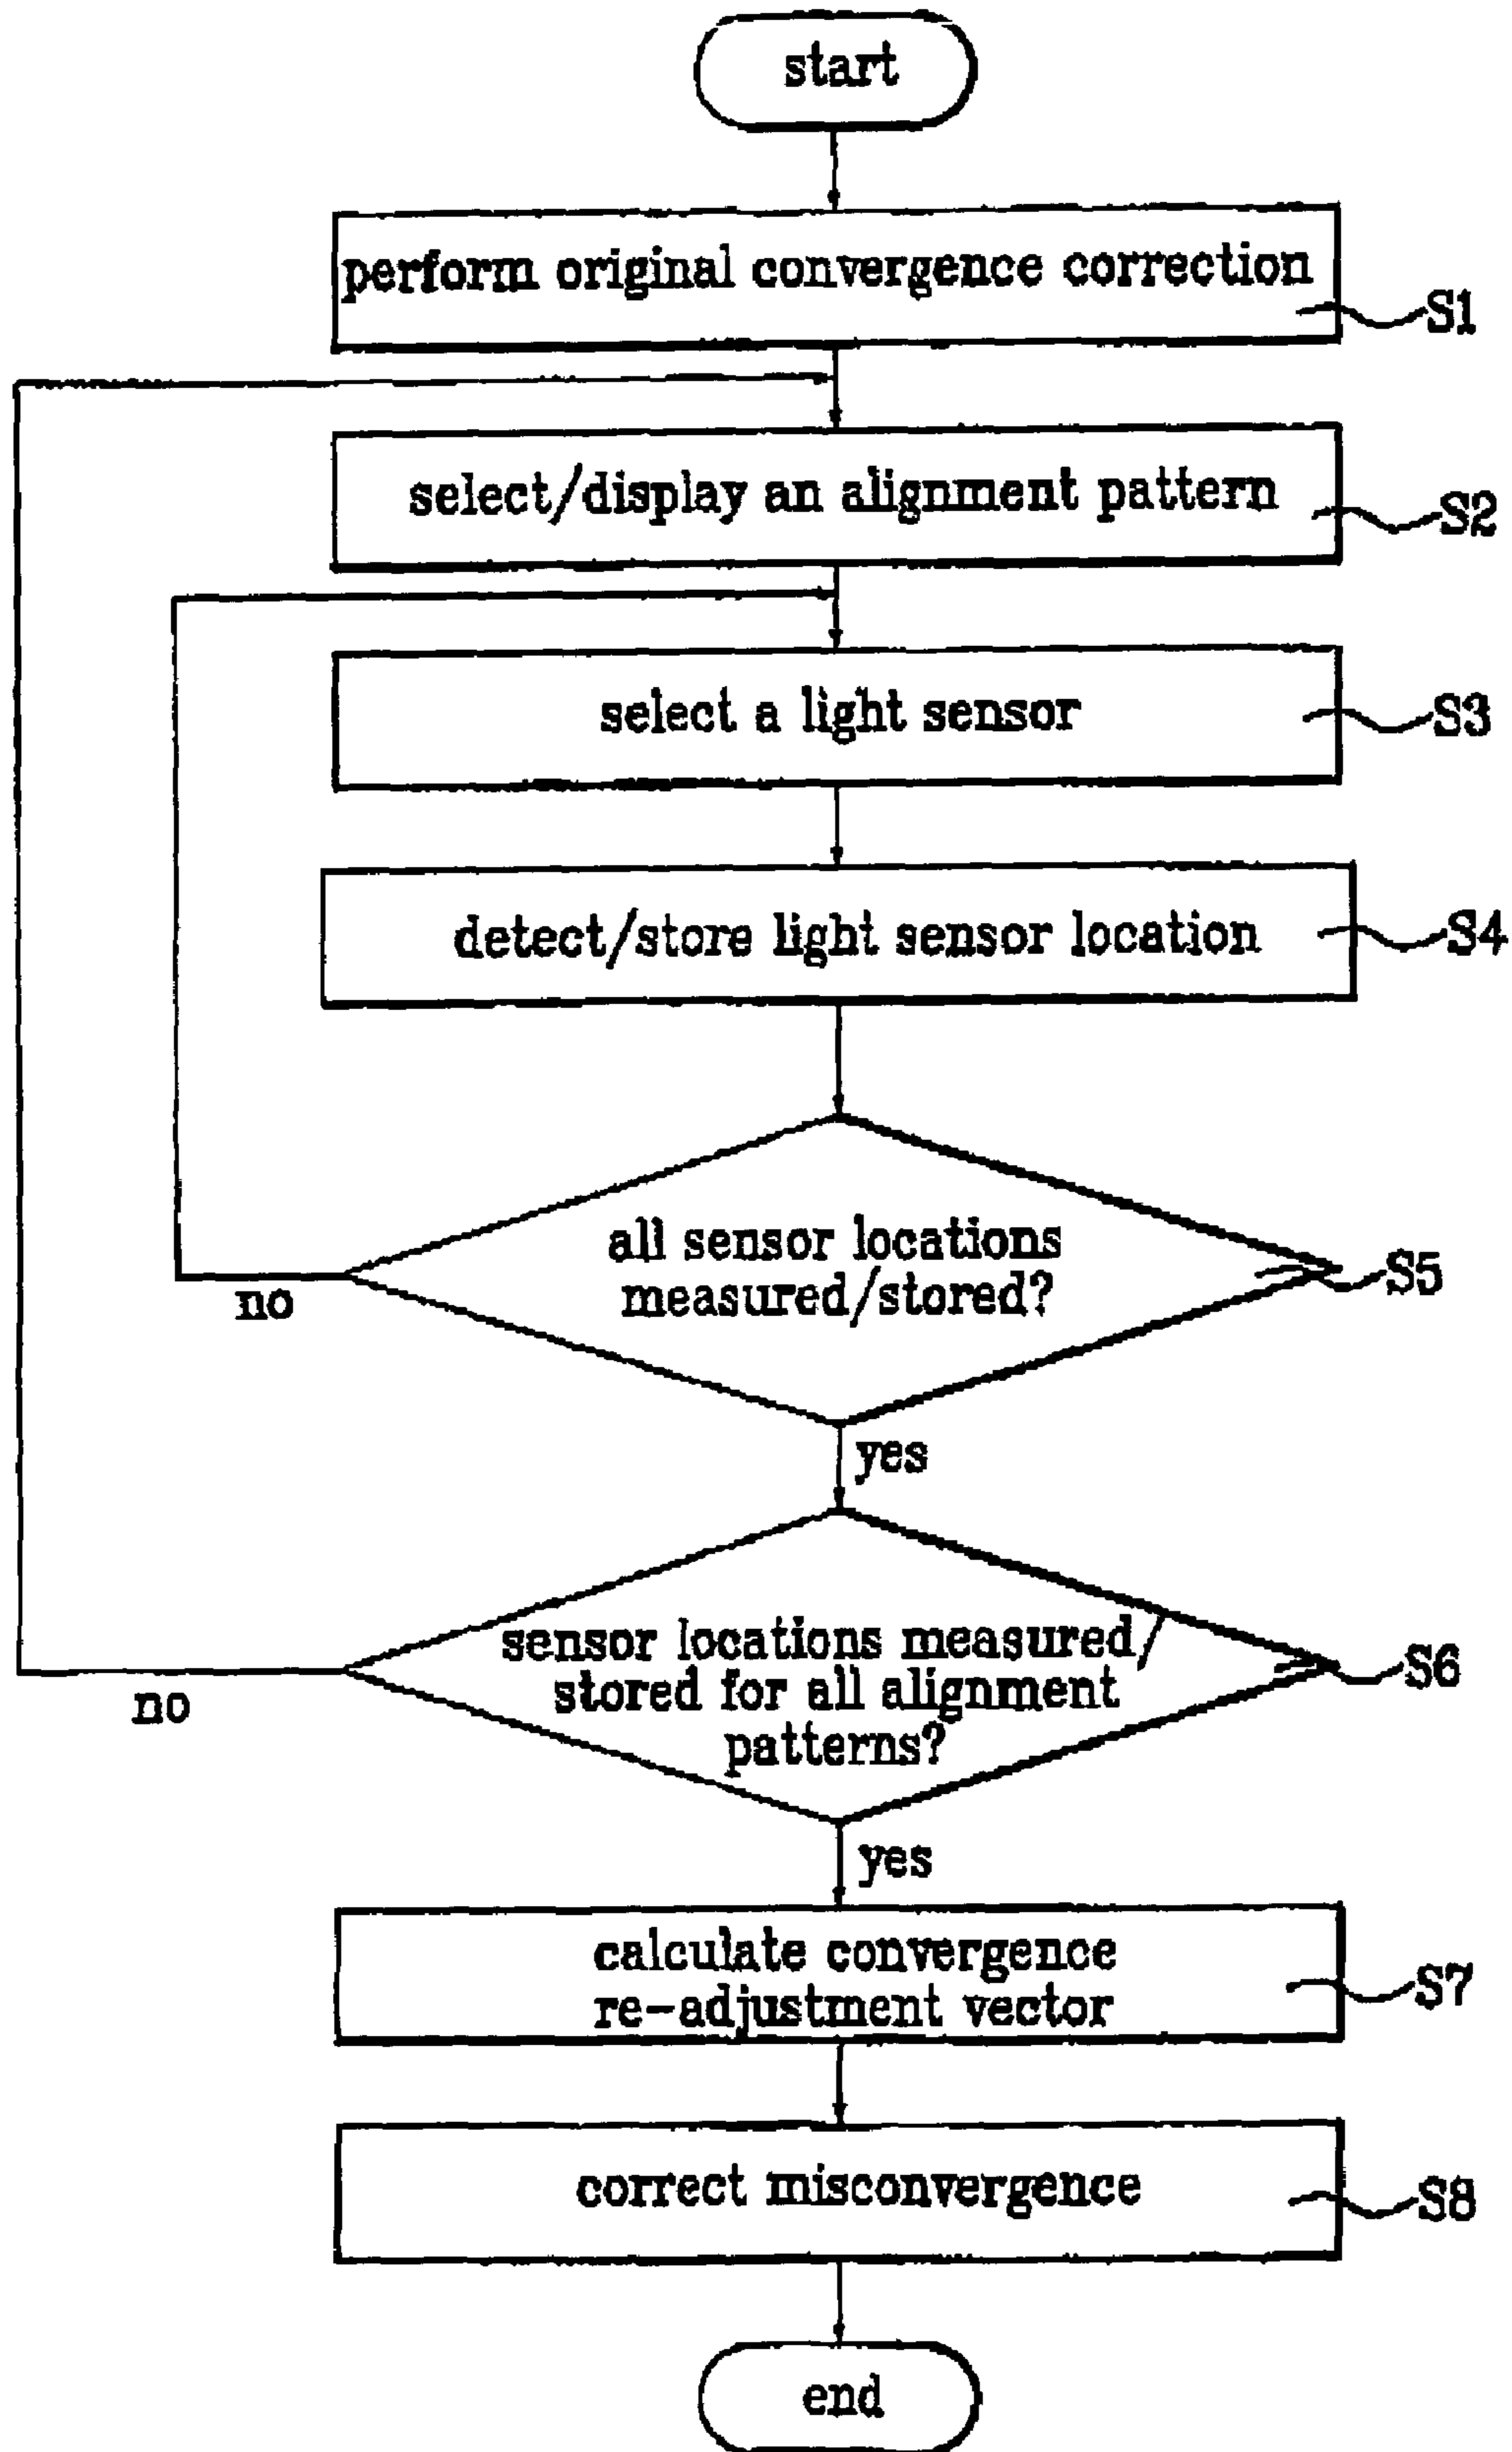 start
perform original convergence correction
S1
select/display an alignment pattern
S2
select a light sensor
S3
detect/store light sensor location
S4
all sensor locations
measured/stored?
S5
no
yes
sensor locations measured/
stored for all alignment
patterns?
S6
no
yes
calculate convergence
re-adjustment vector
S7
correct misconvergence
S8
end